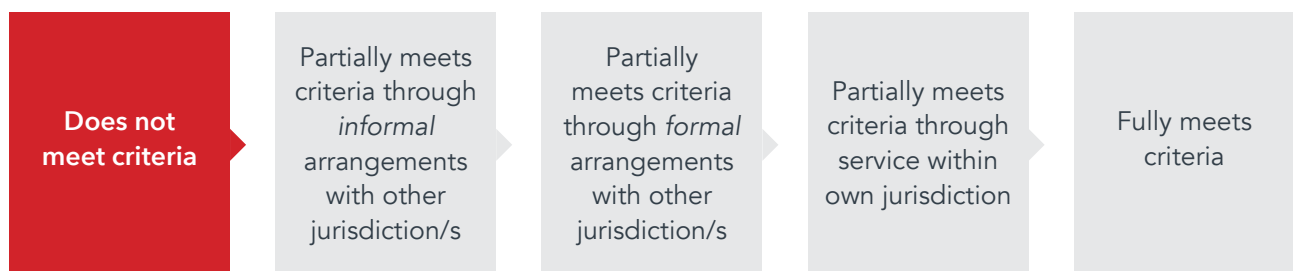 Does not
meet criteria
Partially meets
criteria through
informal
arrangements
with other
jurisdiction/s
Partially
meets criteria
through formal
arrangements
with other
jurisdiction/s
Partially meets
criteria through
service within
own jurisdiction
Fully meets
criteria